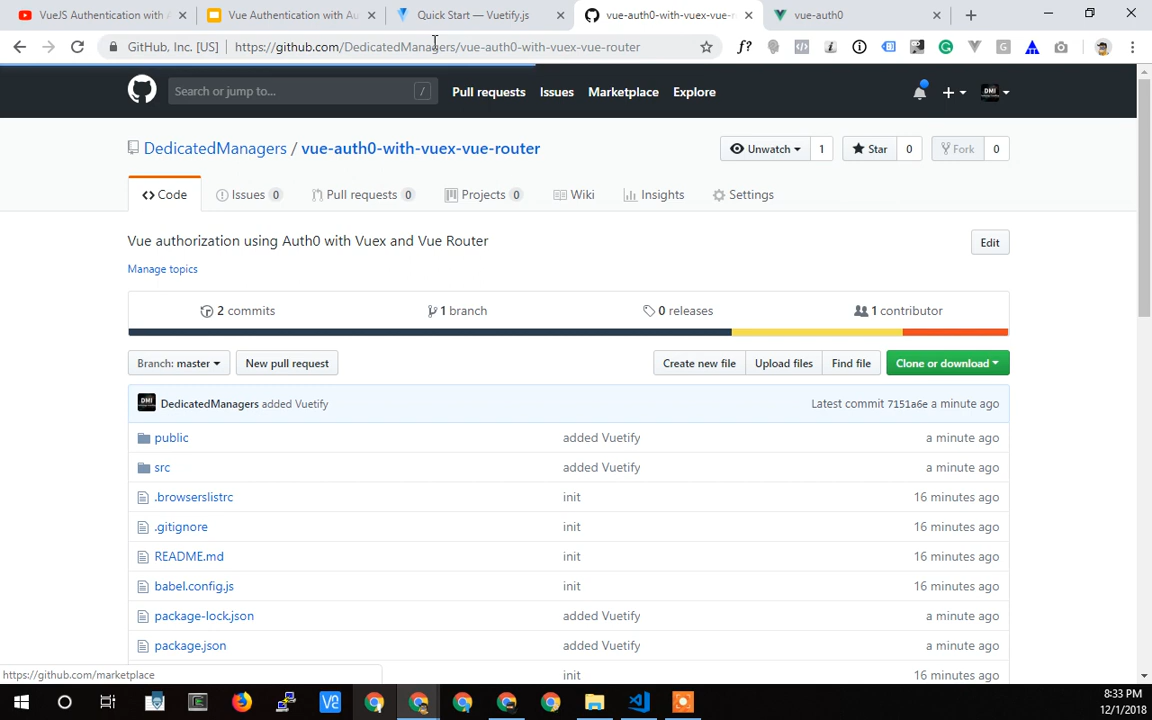 VueJS Authentication with A
Vue Authentication with Au
Quick Start — Vuetify.js
vue-auth0-with-vuex-vue-r
vue-auth0
GitHub, Inc. [US]
https://github.com/DedicatedManagers/vue-auth0-with-vuex-vue-router
Search or jump to...
/
Pull requests
Issues
Marketplace
Explore
DedicatedManagers / vue-auth0-with-vuex-vue-router
Unwatch 1
Star 0
Fork 0
Code
Issues 0
Pull requests 0
Projects 0
Wiki
Insights
Settings
Vue authorization using Auth0 with Vuex and Vue Router
Edit
Manage topics
2 commits
1 branch
0 releases
1 contributor
Branch: master
New pull request
Create new file
Upload files
Find file
Clone or download
DedicatedManagers added Vuetify
Latest commit 7151a6e a minute ago
public added Vuetify a minute ago
src added Vuetify a minute ago
.browserslistrc init 16 minutes ago
.gitignore init 16 minutes ago
README.md init 16 minutes ago
babel.config.js init 16 minutes ago
package-lock.json added Vuetify a minute ago
package.json added Vuetify a minute ago
init 16 minutes ago
https://github.com/marketplace
8:33 PM
12/1/2018